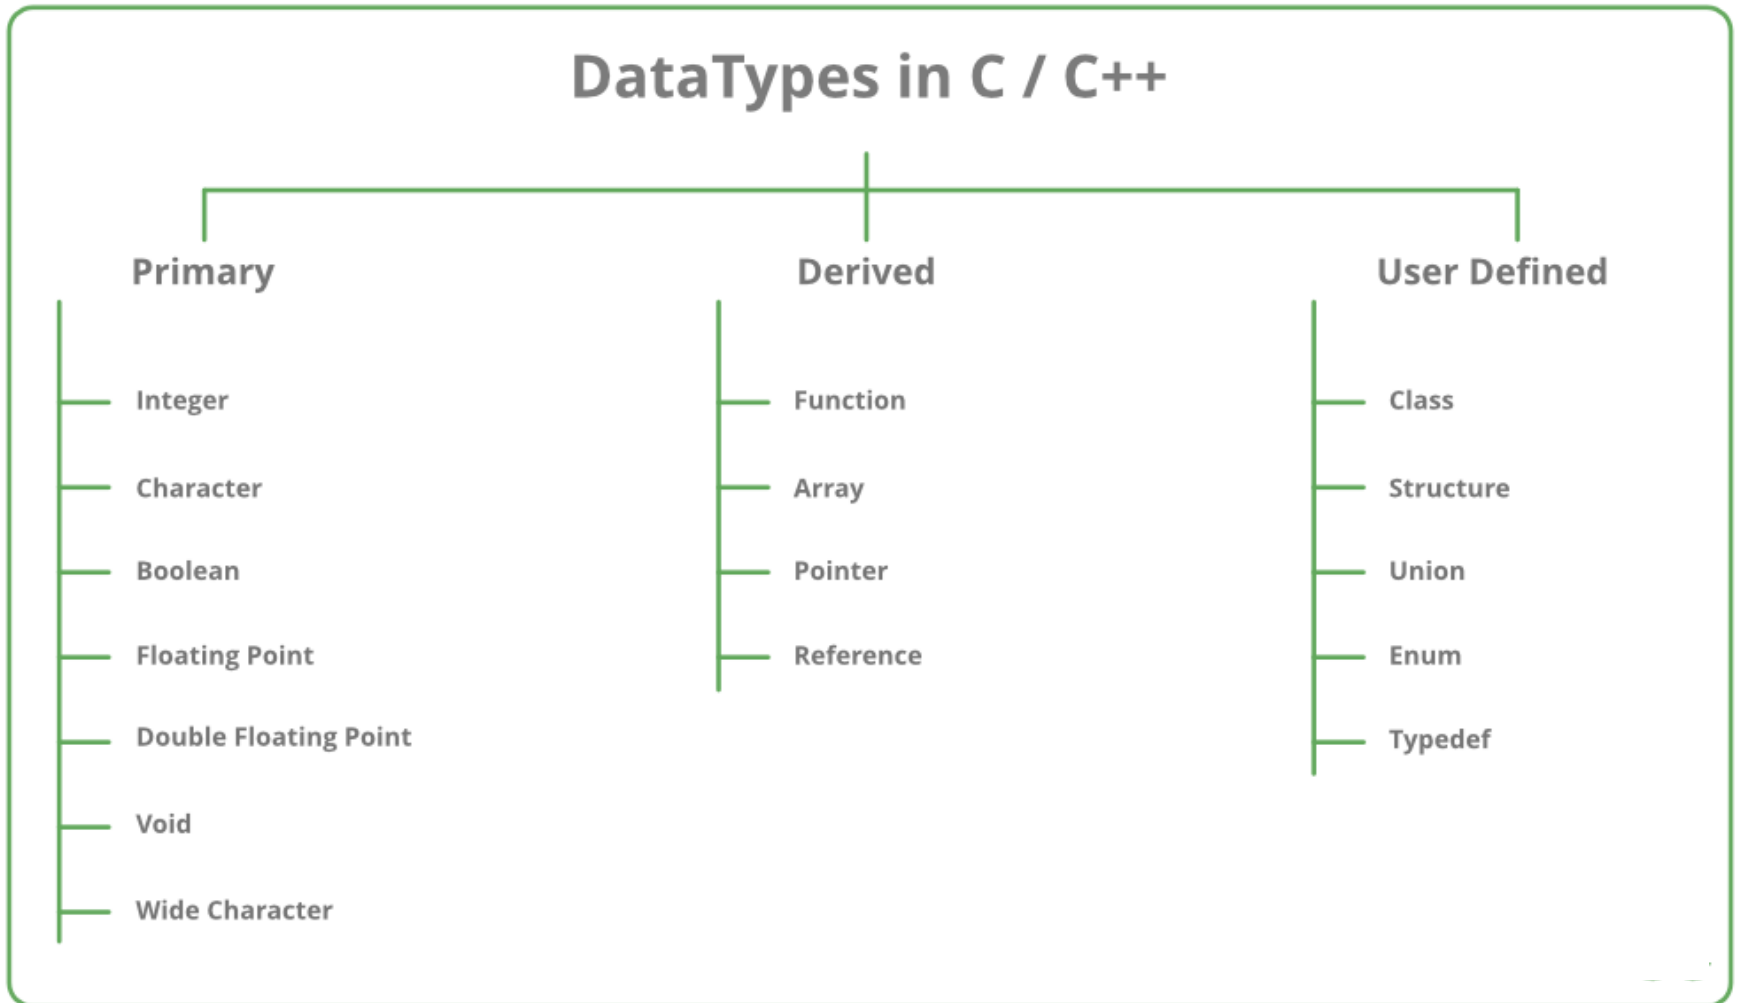 DataTypes in C / C++
Primary
Integer
Character
Boolean
Floating Point
Double Floating Point
Void
Wide Character
Derived
Function
Array
Pointer
Reference
User Defined
Class
Structure
Union
Enum
Typedef